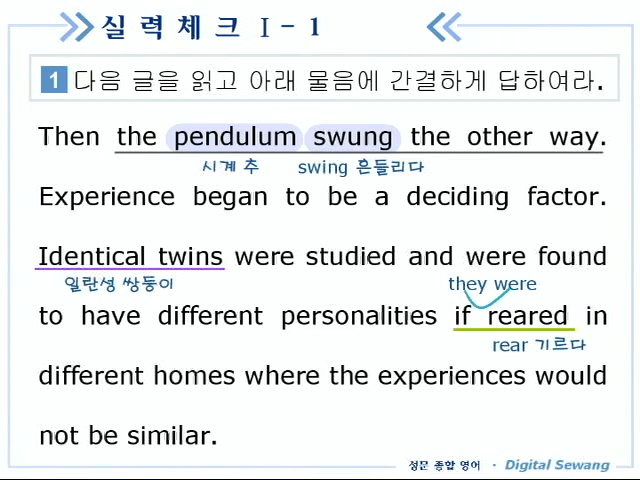 실 력 체 크 Ⅰ - 1
1 다음 글을 읽고 아래 물음에 간결하게 답하여라.
Then the pendulum swung the other way.
시계 추 swing 흔들리다
Experience began to be a deciding factor.
Identical twins were studied and were found
일란성 쌍둥이 they were
to have different personalities if reared in
rear 기르다
different homes where the experiences would
not be similar.
정문 종합 영어 · Digital Sewang